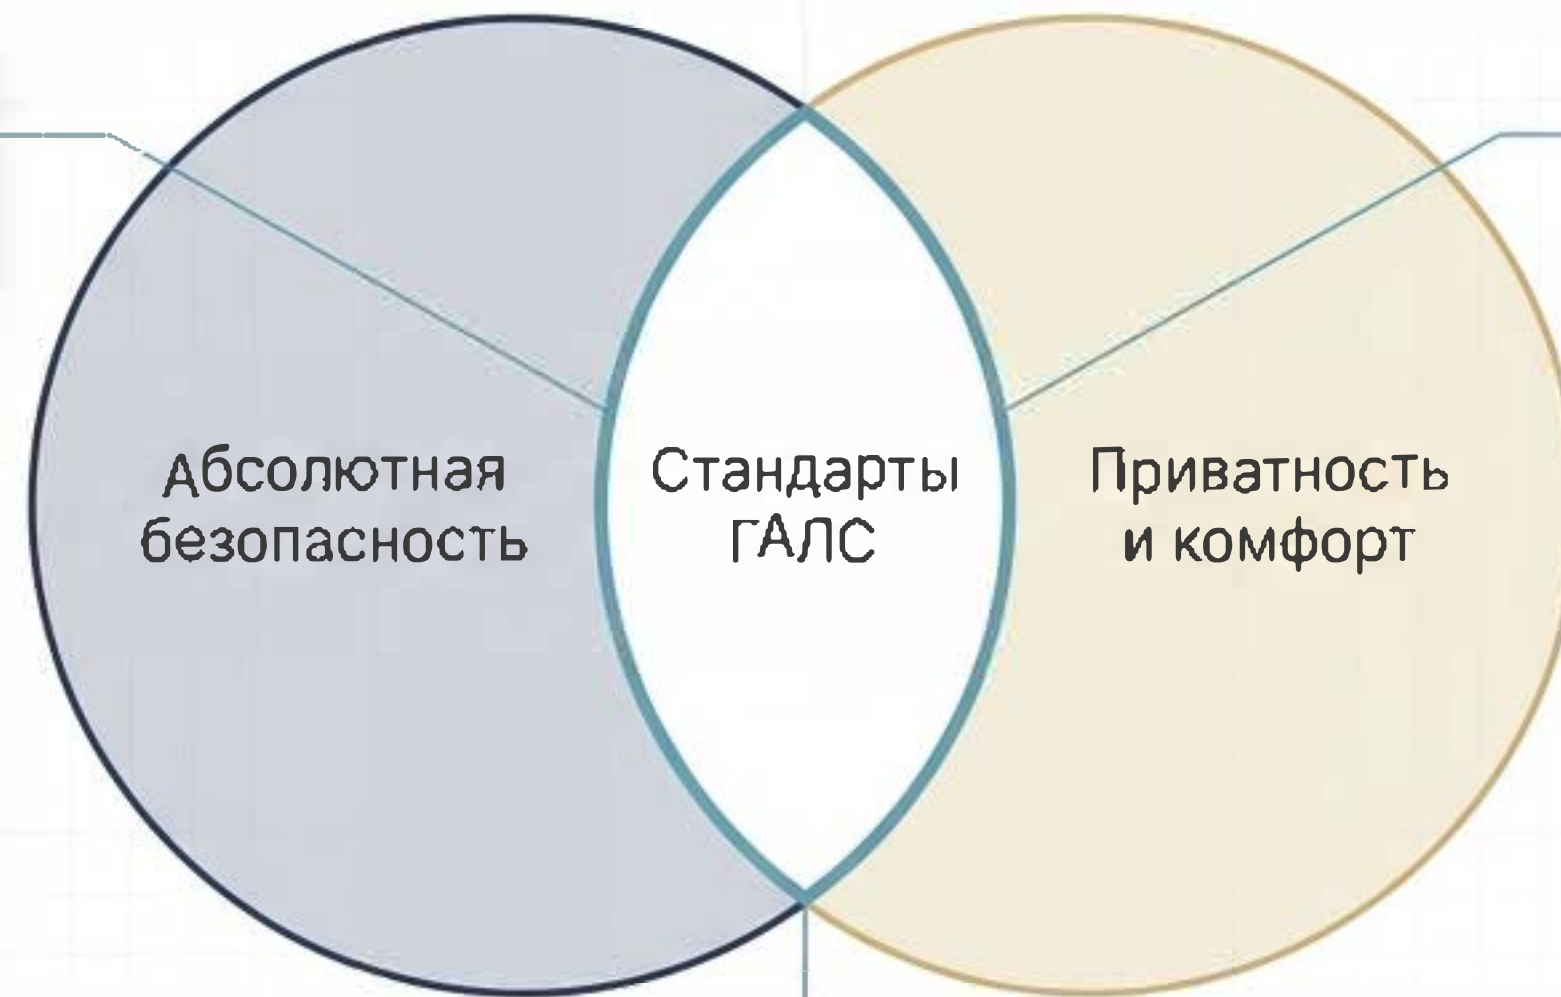 Абсолютная
безопасность
Стандарты
ГАЛС
Приватность
и комфорт